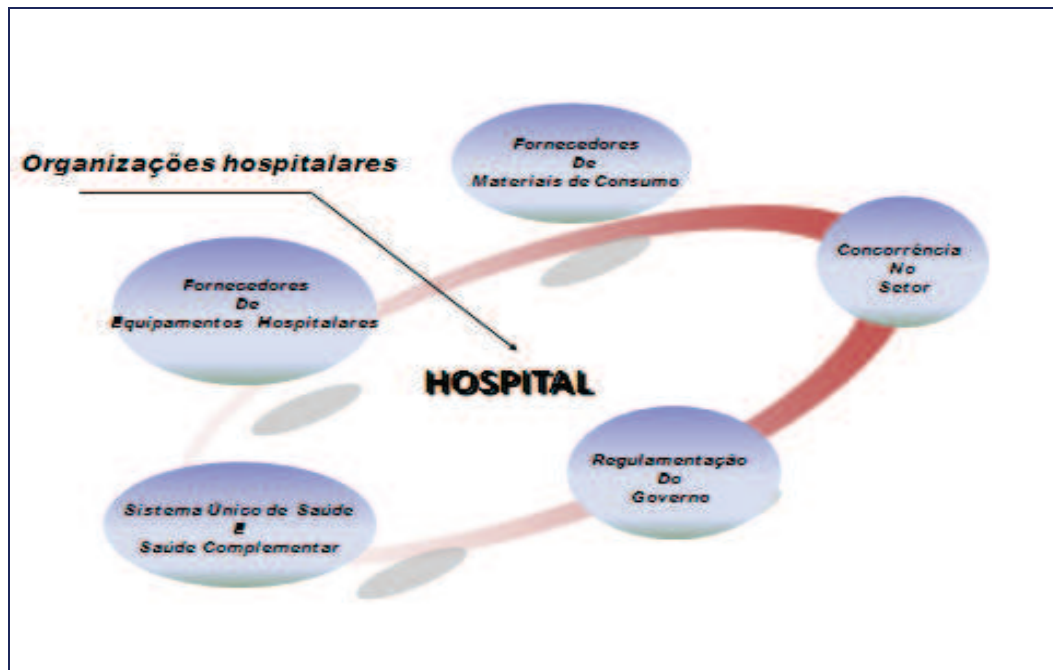 Organizações hospitalares
Fornecedores
De
Materiais de Consumo
Concorrência
No
Setor
Fornecedores
De
Equipamentos Hospitalares
HOSPITAL
Regulamentação
Do
Governo
Sistema Único de Saúde
E
Saúde Complementar